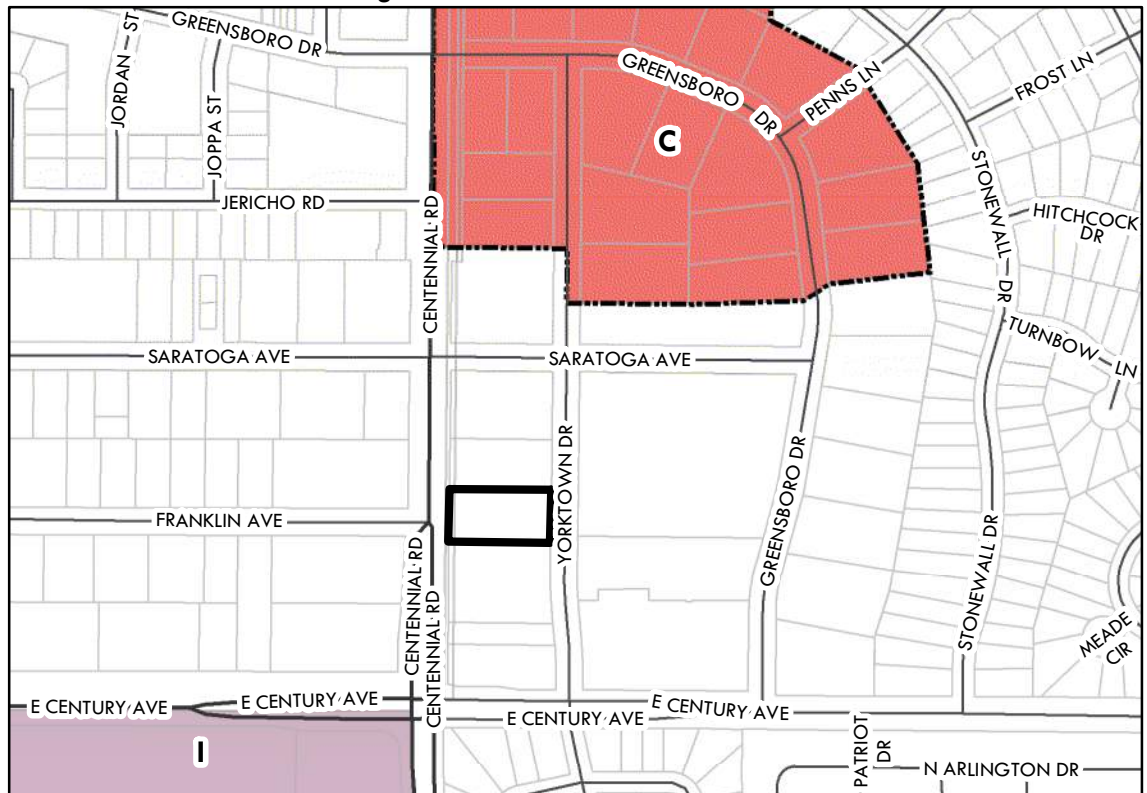 GREENSBORO DR
JORDAN ST
JOPPA ST
GREENSBORO
DR
PENNS LN
FROST LN
C
STONEWALL DR
JERICHO RD
CENTENNIAL RD
HITCHCOCK
DR
TURNBOW LN
SARATOGA AVE
SARATOGA AVE
YORKTOWN DR
GREENSBORO DR
FRANKLIN AVE
CENTENNIAL RD
CENTENNIAL RD
STONEWALL DR
MEADE
CIR
E CENTURY AVE
E CENTURY AVE
E CENTURY AVE
E CENTURY AVE
I
PATRIOT
DR
N ARLINGTON DR